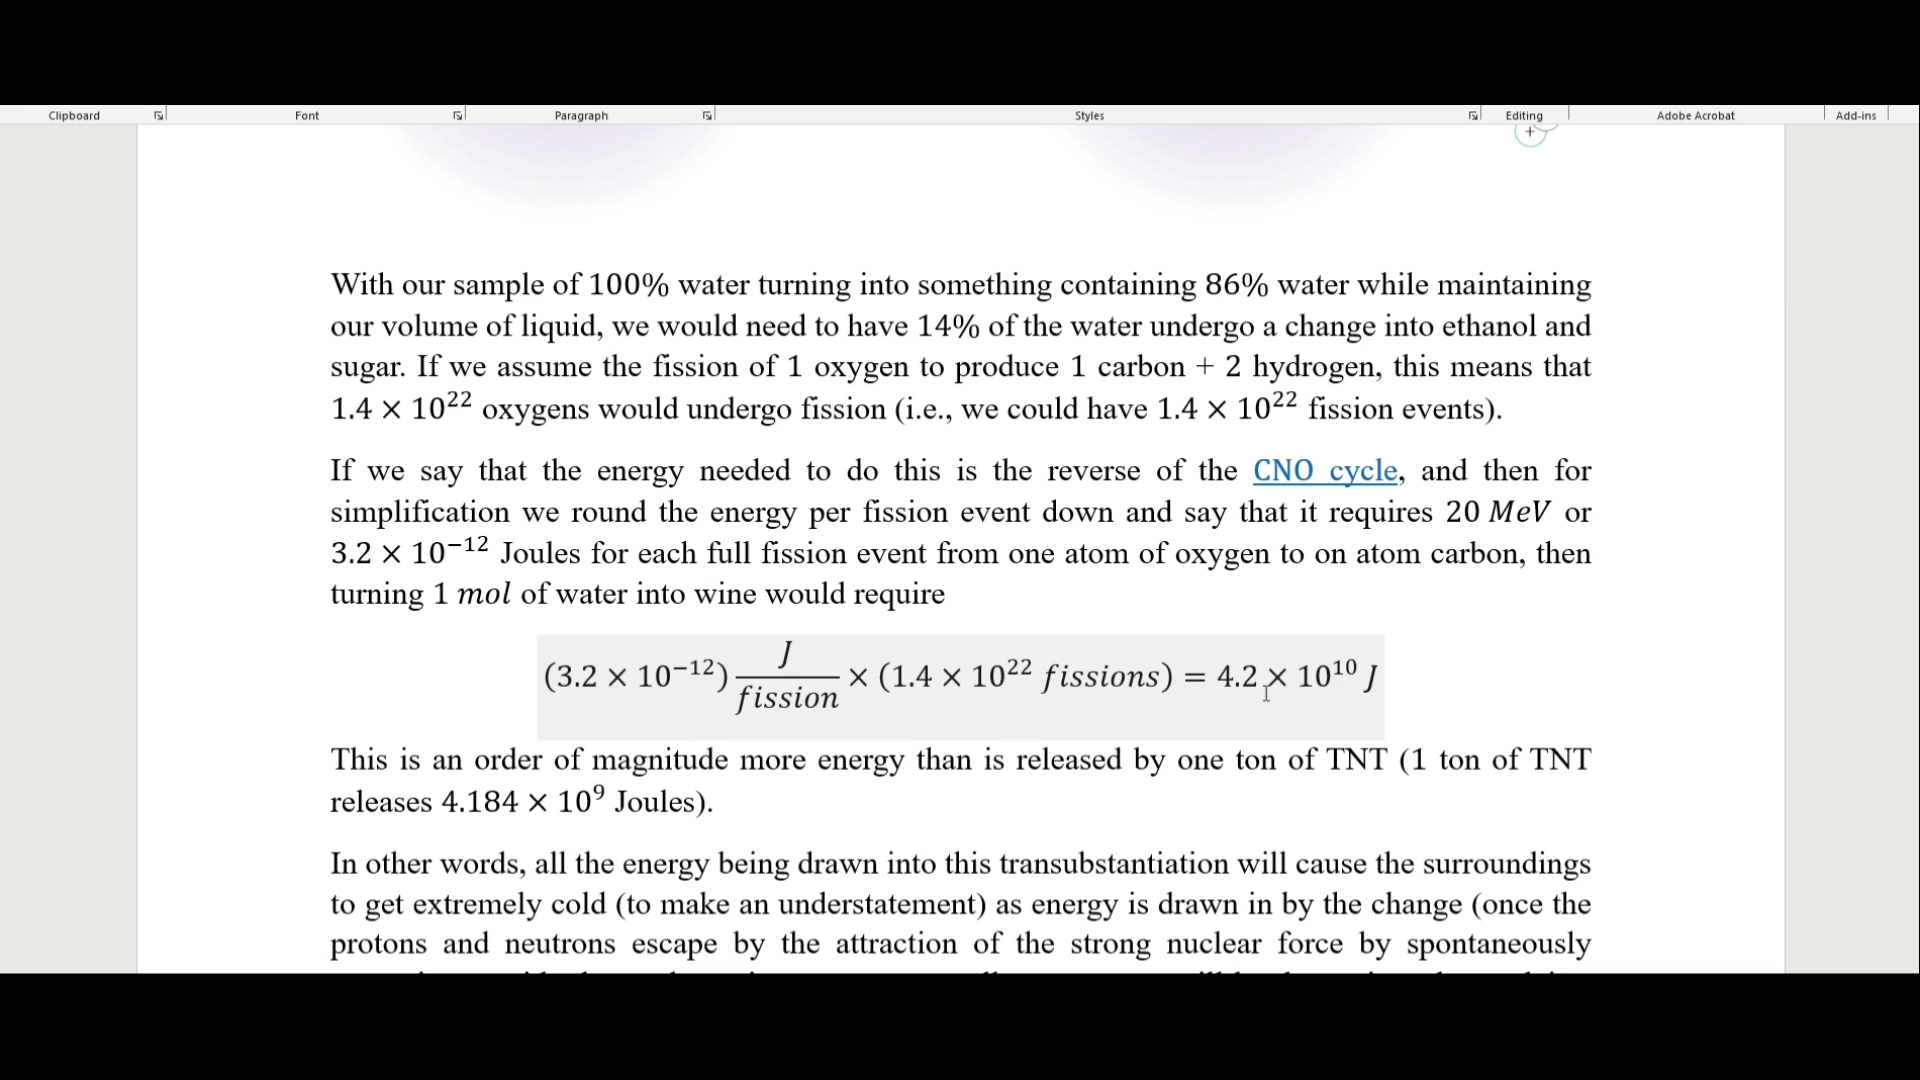 Clipboard Font Paragraph Styles Editing Adobe Acrobat Add-ins
With our sample of 100% water turning into something containing 86% water while maintaining
our volume of liquid, we would need to have 14% of the water undergo a change into ethanol and
sugar. If we assume the fission of 1 oxygen to produce 1 carbon + 2 hydrogen, this means that
1.4 × 10²² oxygens would undergo fission (i.e., we could have 1.4 × 10²² fission events).
If we say that the energy needed to do this is the reverse of the CNO cycle, and then for
simplification we round the energy per fission event down and say that it requires 20 MeV or
3.2 × 10⁻¹² Joules for each full fission event from one atom of oxygen to on atom carbon, then
turning 1 mol of water into wine would require
(3.2 × 10⁻¹²) J/fission × (1.4 × 10²² fissions) = 4.2 × 10¹⁰ J
This is an order of magnitude more energy than is released by one ton of TNT (1 ton of TNT
releases 4.184 × 10⁹ Joules).
In other words, all the energy being drawn into this transubstantiation will cause the surroundings
to get extremely cold (to make an understatement) as energy is drawn in by the change (once the
protons and neutrons escape by the attraction of the strong nuclear force by spontaneously